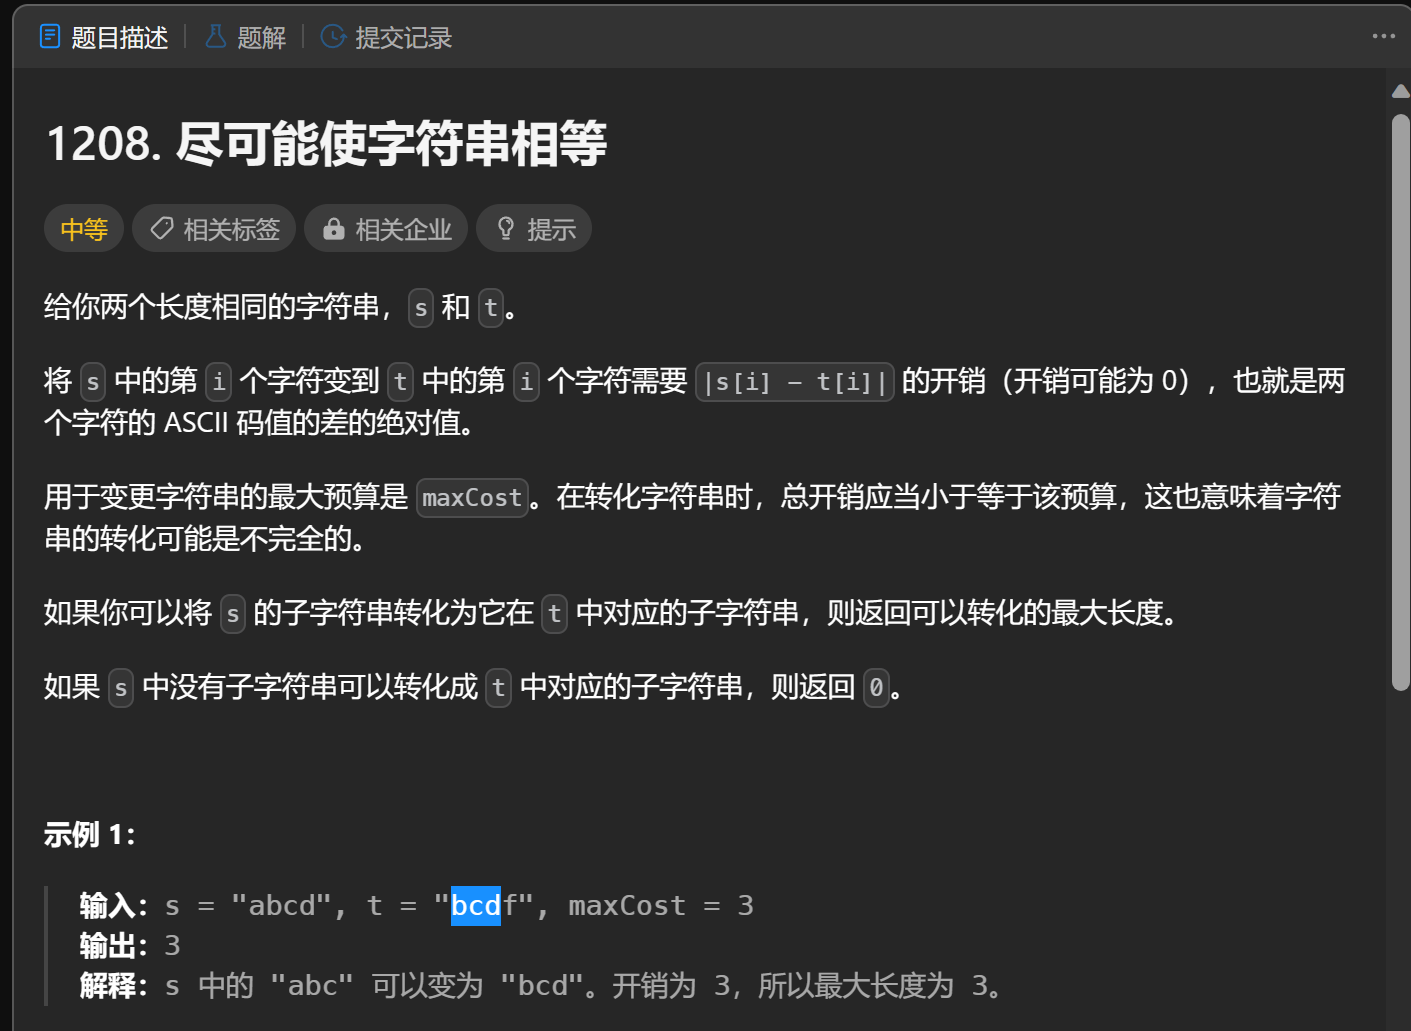 题目描述 题解 提交记录
1208. 尽可能使字符串相等
中等 相关标签 相关企业 提示
给你两个长度相同的字符串，s 和 t。
将 s 中的第 i 个字符变到 t 中的第 i 个字符需要 |s[i] - t[i]| 的开销（开销可能为 0），也就是两
个字符的 ASCII 码值的差的绝对值。
用于变更字符串的最大预算是 maxCost。在转化字符串时，总开销应当小于等于该预算，这也意味着字符
串的转化可能是不完全的。
如果你可以将 s 的子字符串转化为它在 t 中对应的子字符串，则返回可以转化的最大长度。
如果 s 中没有子字符串可以转化成 t 中对应的子字符串，则返回 0。
示例 1：
输入：s = "abcd", t = "bcdf", maxCost = 3
输出：3
解释：s 中的 "abc" 可以变为 "bcd"。开销为 3，所以最大长度为 3。